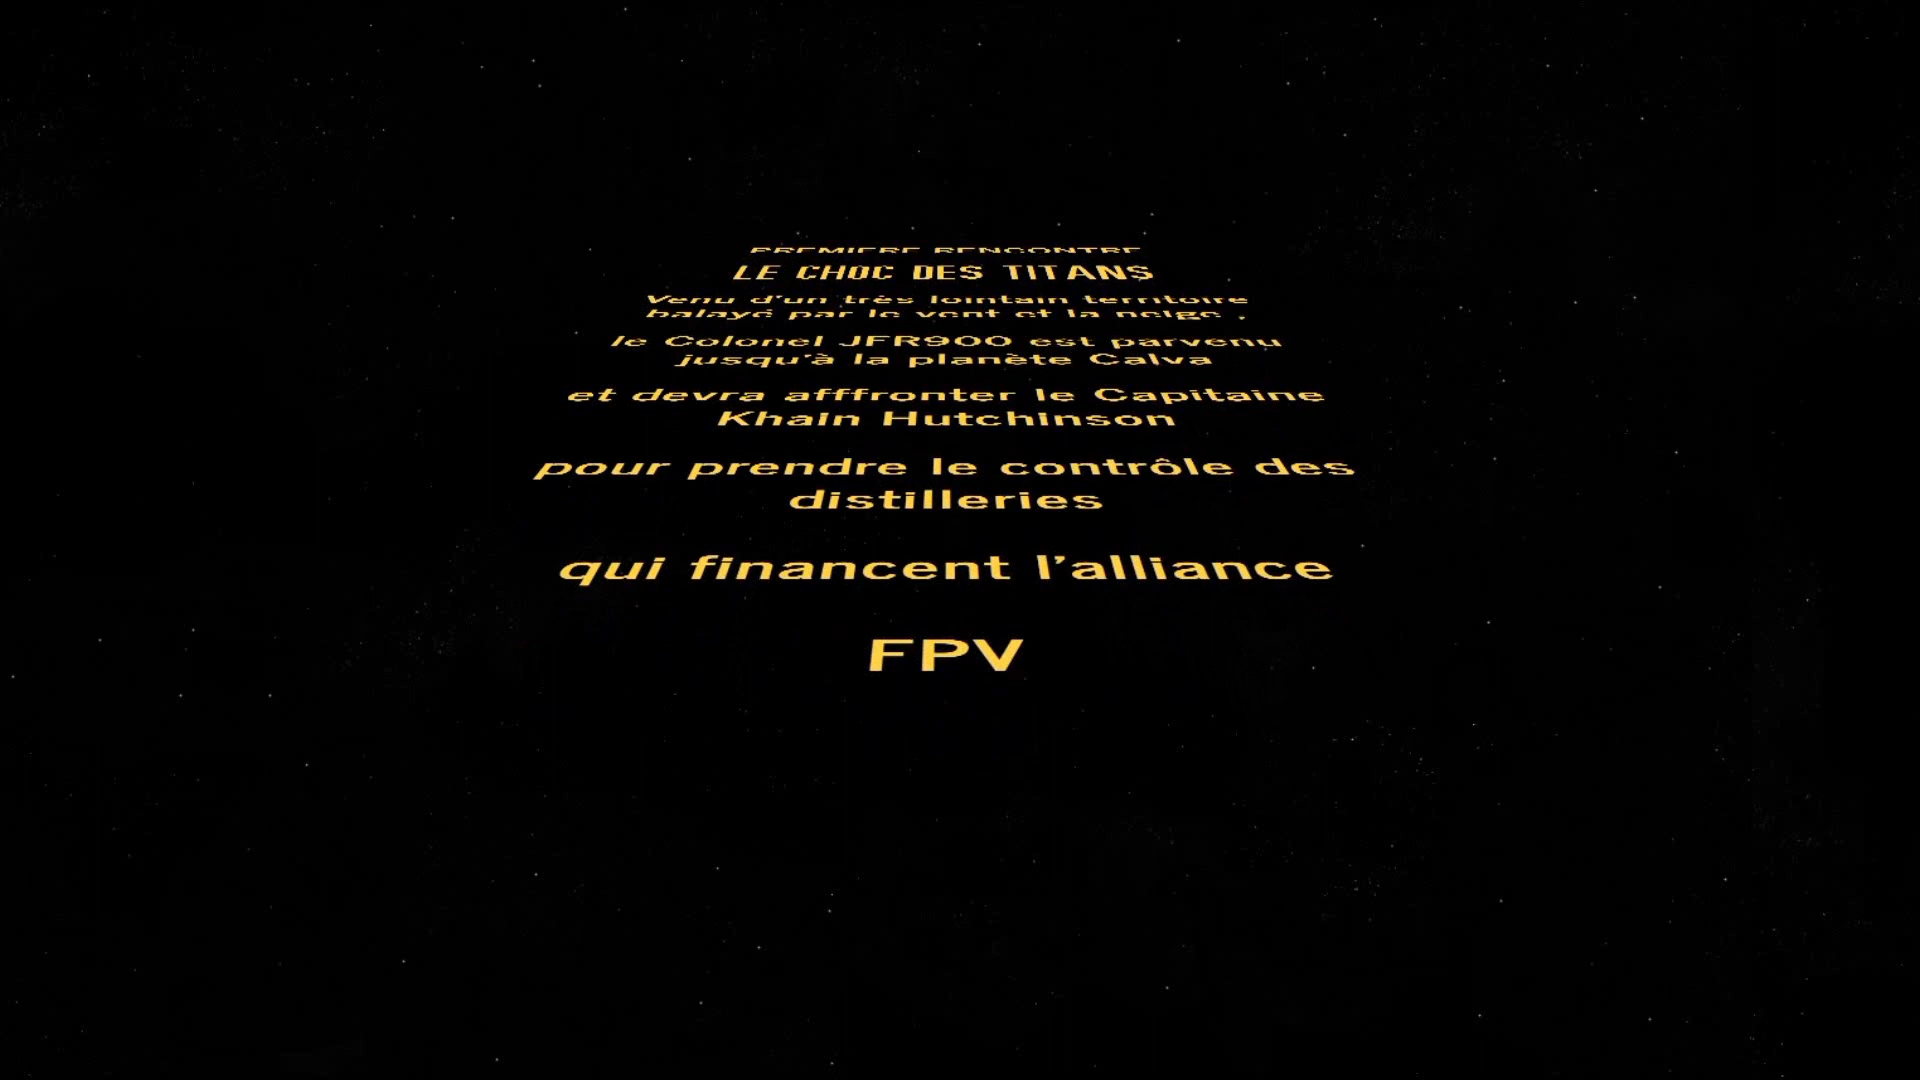 PREMIERE RENCONTRE
LE CHOC DES TITANS
Venu d'un très lointain territoire
balayé par le vent et la neige ,
le Colonel JFR900 est parvenu
jusqu'à la planète Calva
et devra afffronter le Capitaine
Khain Hutchinson
pour prendre le contrôle des
distilleries
qui financent l’alliance
FPV